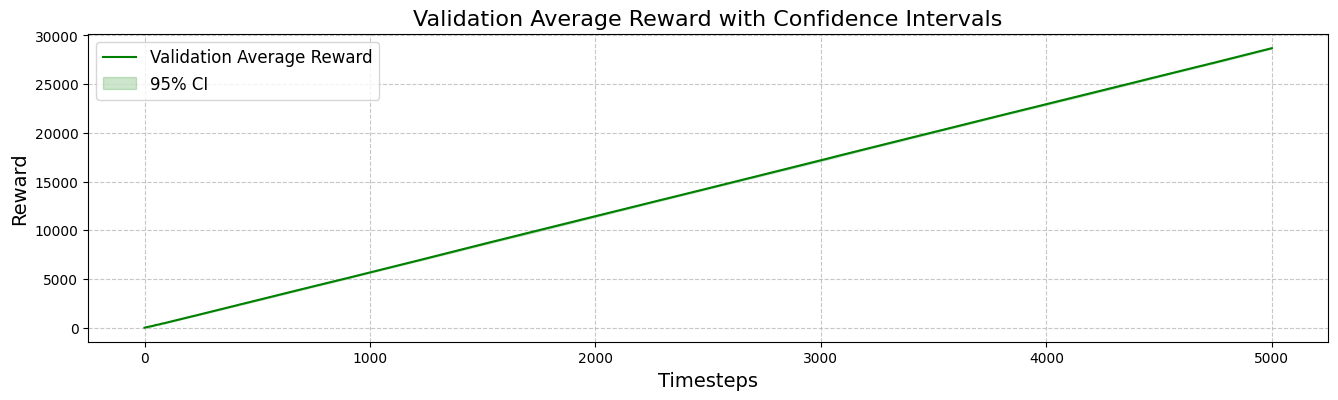 Validation Average Reward with Confidence Intervals
Validation Average Reward
95% CI
Reward
30000
25000
20000
15000
10000
5000
0
0 1000 2000 3000 4000 5000
Timesteps